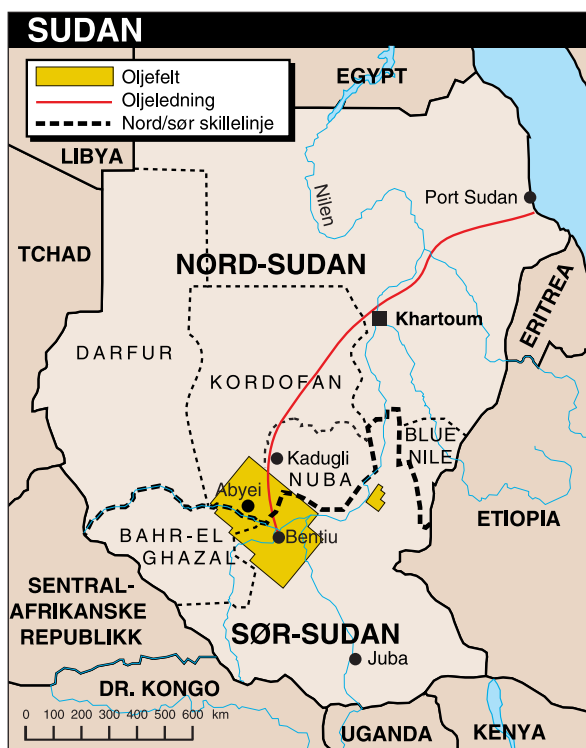 SUDAN
Oljefelt
Oljeledning
Nord/sør skillelinje
EGYPT
LIBYA
Nilen
Port Sudan
TCHAD
NORD-SUDAN
ERITREA
Khartoum
DARFUR
KORDOFAN
BLUE
NILE
Kadugli
NUBA
Abyei
ETIOPIA
BAHR-EL
GHAZAL
Bentiu
SENTRAL-
AFRIKANSKE
REPUBLIKK
SØR-SUDAN
Juba
DR. KONGO
0 100 200 300 400 500 600 km
UGANDA
KENYA